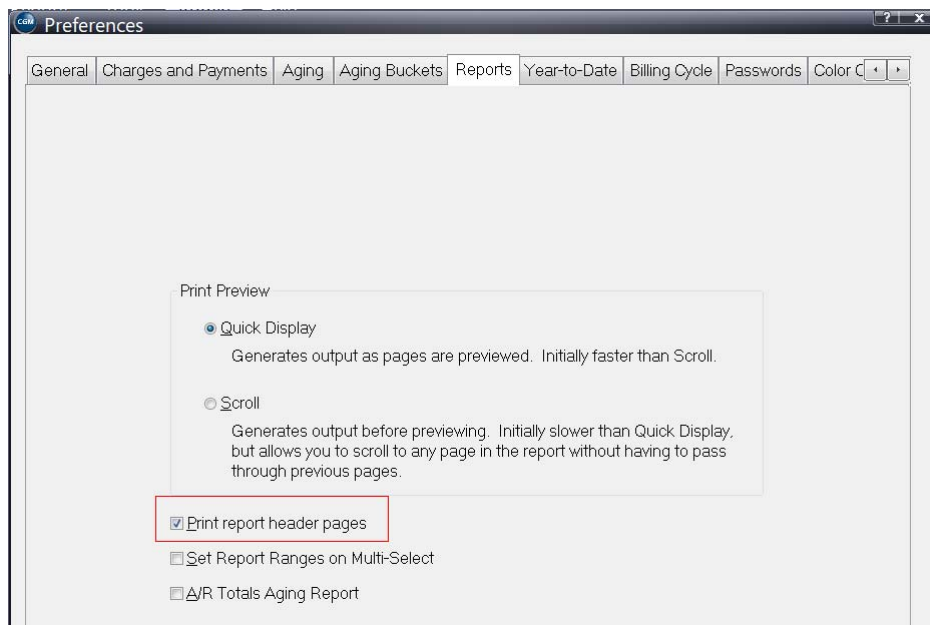 CGM Preferences ? x
General Charges and Payments Aging Aging Buckets Reports Year-to-Date Billing Cycle Passwords Color C
Print Preview
Quick Display
Generates output as pages are previewed. Initially faster than Scroll.
Scroll
Generates output before previewing. Initially slower than Quick Display,
but allows you to scroll to any page in the report without having to pass
through previous pages.
Print report header pages
Set Report Ranges on Multi-Select
A/R Totals Aging Report